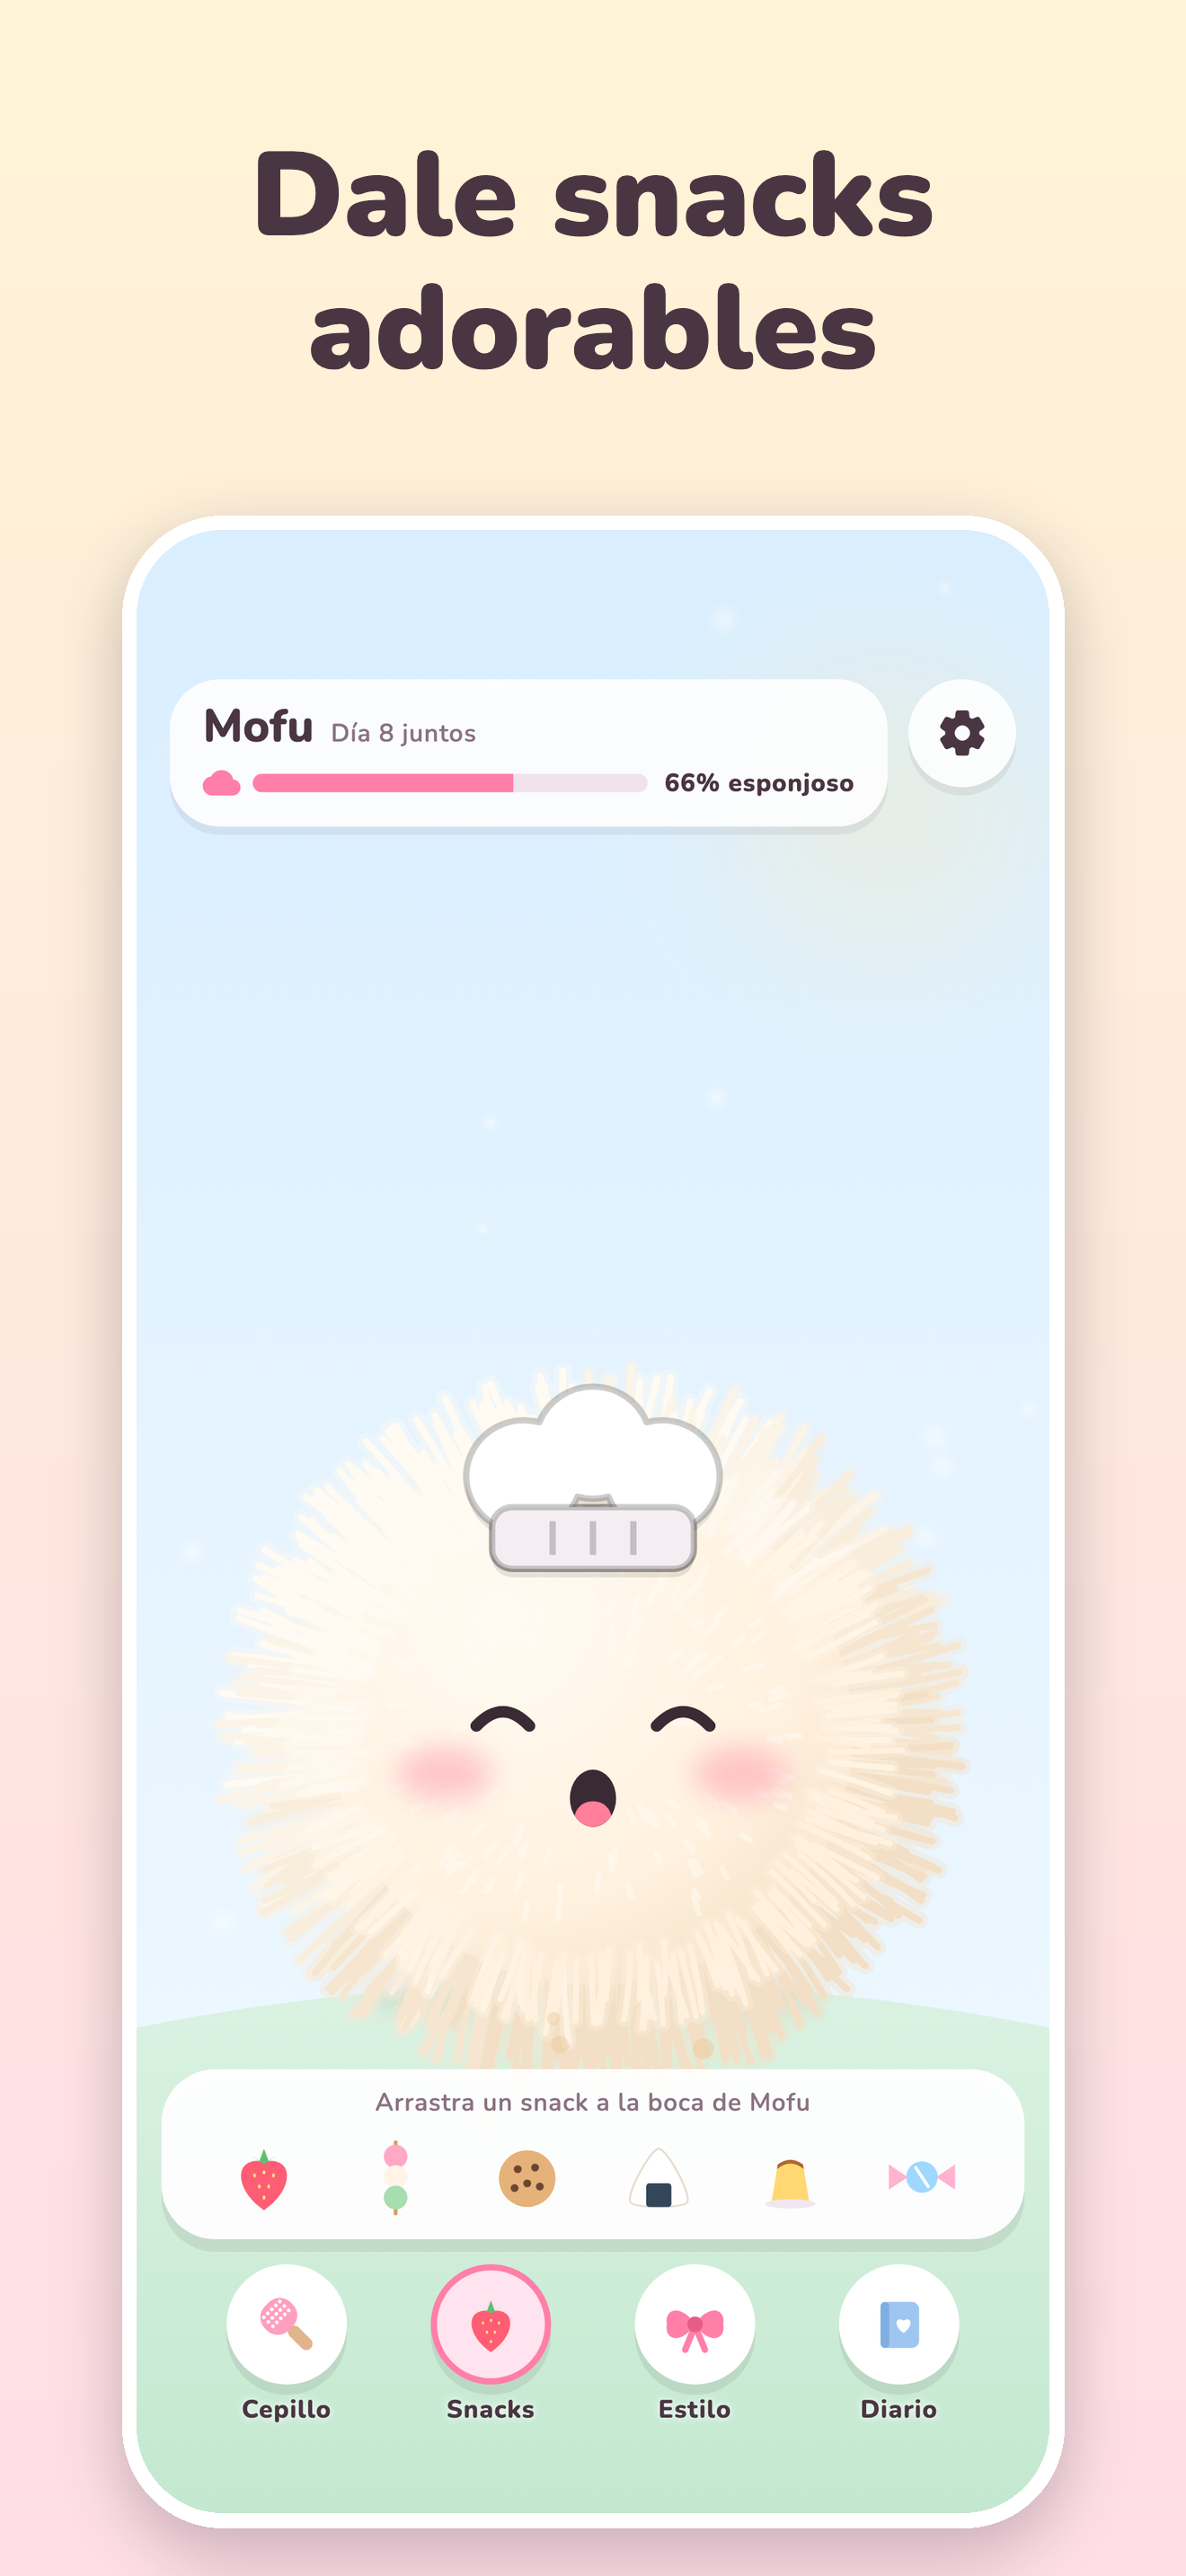 Dale snacks
adorables
Mofu Día 8 juntos
66% esponjoso
Arrastra un snack a la boca de Mofu
Cepillo
Snacks
Estilo
Diario